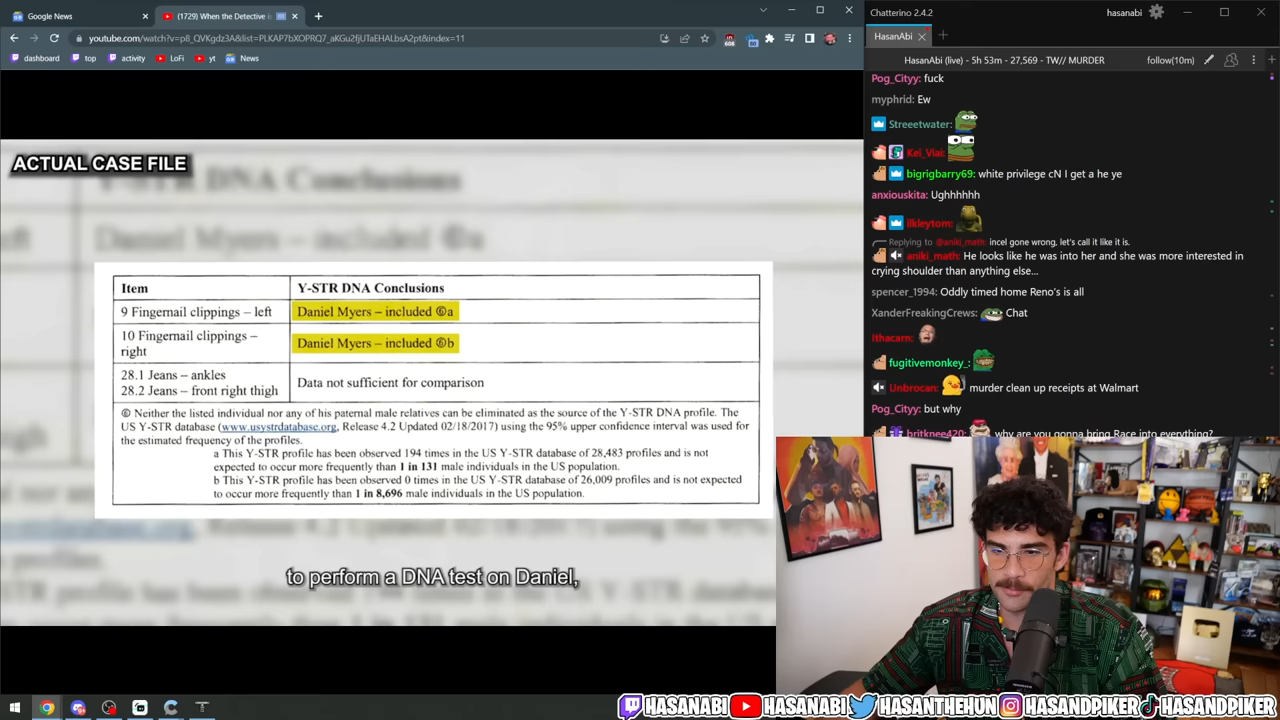 Google News
(1729) When the Detective i
youtube.com/watch?v=p8_QVKgdz3A&list=PLKAP7bXOPRQ7_aKGu2fjUTaEHALbsA2pt&index=11
608
80
dashboard
top
activity
LoFi
yt
News
ACTUAL CASE FILE
Item
Y-STR DNA Conclusions
9 Fingernail clippings – left
Daniel Myers – included ⑥a
10 Fingernail clippings –
right
Daniel Myers – included ⑥b
28.1 Jeans – ankles
28.2 Jeans – front right thigh
Data not sufficient for comparison
⑥ Neither the listed individual nor any of his paternal male relatives can be eliminated as the source of the Y-STR DNA profile. The
US Y-STR database (www.usystrdatabase.org, Release 4.2 Updated 02/18/2017) using the 95% upper confidence interval was used for
the estimated frequency of the profiles.
a This Y-STR profile has been observed 194 times in the US Y-STR database of 28,483 profiles and is not
expected to occur more frequently than 1 in 131 male individuals in the US population.
b This Y-STR profile has been observed 0 times in the US Y-STR database of 26,009 profiles and is not expected
to occur more frequently than 1 in 8,696 male individuals in the US population.
to perform a DNA test on Daniel,
Chatterino 2.4.2
hasanabi
HasanAbi
HasanAbi (live) - 5h 53m - 27,569 - TW// MURDER
follow(10m)
Pog_Cityy: fuck
myphrid: Ew
Streeetwater:
Kei_Viai:
bigrigbarry69: white privilege cN I get a he ye
anxiouskita: Ughhhhhh
ilkleytom:
Replying to @aniki_math: incel gone wrong, let's call it like it is.
aniki_math: He looks like he was into her and she was more interested in
crying shoulder than anything else...
spencer_1994: Oddly timed home Reno's is all
XanderFreakingCrews: Chat
Ithacarn:
fugitivemonkey_:
Unbrocan: murder clean up receipts at Walmart
Pog_Cityy: but why
britknee420: why are you gonna bring Race into everything?
HASANABI
HASANABI
HASANTHEHUN
HASANDPIKER
HASANDPIKER